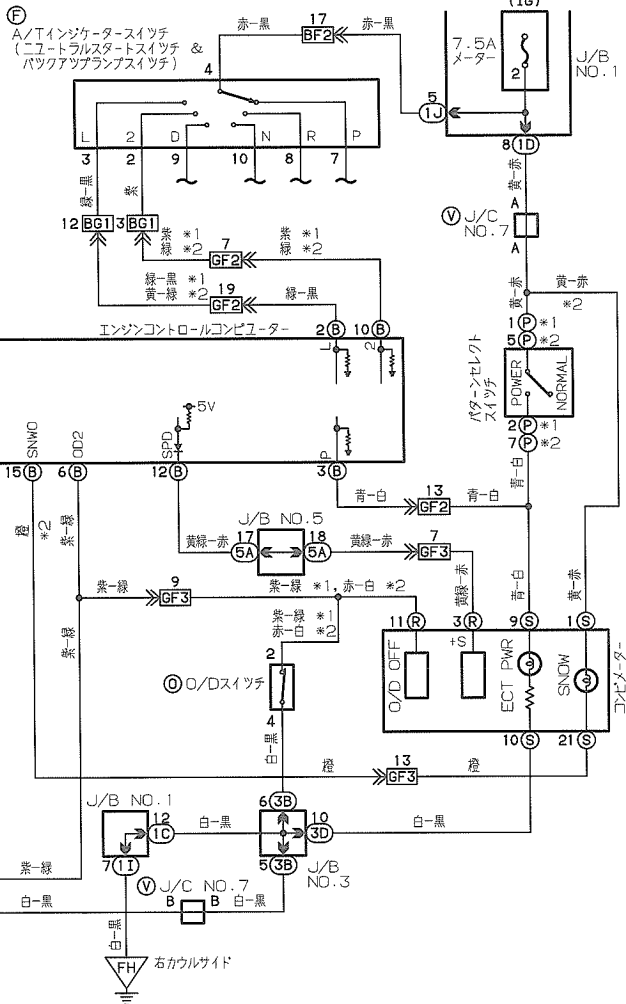 (IG)
F
A/Tインジケータースイッチ
(ニュートラルスタートスイッチ &
バックアップランプスイッチ)
赤−黒
17
BF2
赤−黒
7.5A
メーター
2
J/B
NO.1
4
5
1J
L
2
D
N
R
P
3
2
9
10
8
7
8
1D
緑−黒
紫
黄−赤
A
V
J/C
NO.7
A
12
BG1
3
BG1
紫 *1
緑 *2
7
GF2
紫 *1
緑 *2
緑−黒 *1
黄−緑 *2
19
GF2
緑−黒
黄−赤
黄−赤
*2
エンジンコントロールコンピューター
2
B
10
B
1
P
*1
5
P
*2
L
2
パターンセレクト
スイッチ
POWER
NORMAL
5V
SNWO
OD2
SPD
P
2
P
*1
7
P
*2
15
B
6
B
12
B
3
B
青−白
橙
*2
紫−緑
青−白
13
GF2
青−白
J/B NO.5
黄緑−赤
17
5A
18
5A
黄緑−赤
7
GF3
紫−緑
9
GF3
紫−緑 *1, 赤−白 *2
黄緑−赤
青−白
黄−赤
紫−緑 *1
赤−白 *2
紫−緑
11
R
3
R
9
S
1
S
2
O
O/Dスイッチ
4
O/D OFF
+S
ECT PWR
SNOW
コンビメーター
白−黒
10
S
21
S
橙
13
GF3
橙
J/B NO.1
6
3B
12
1C
白−黒
10
3D
白−黒
7
1I
5
3B
J/B
NO.3
紫−緑
V
J/C NO.7
白−黒
B
B
白−黒
白−黒
FH
右カウルサイド